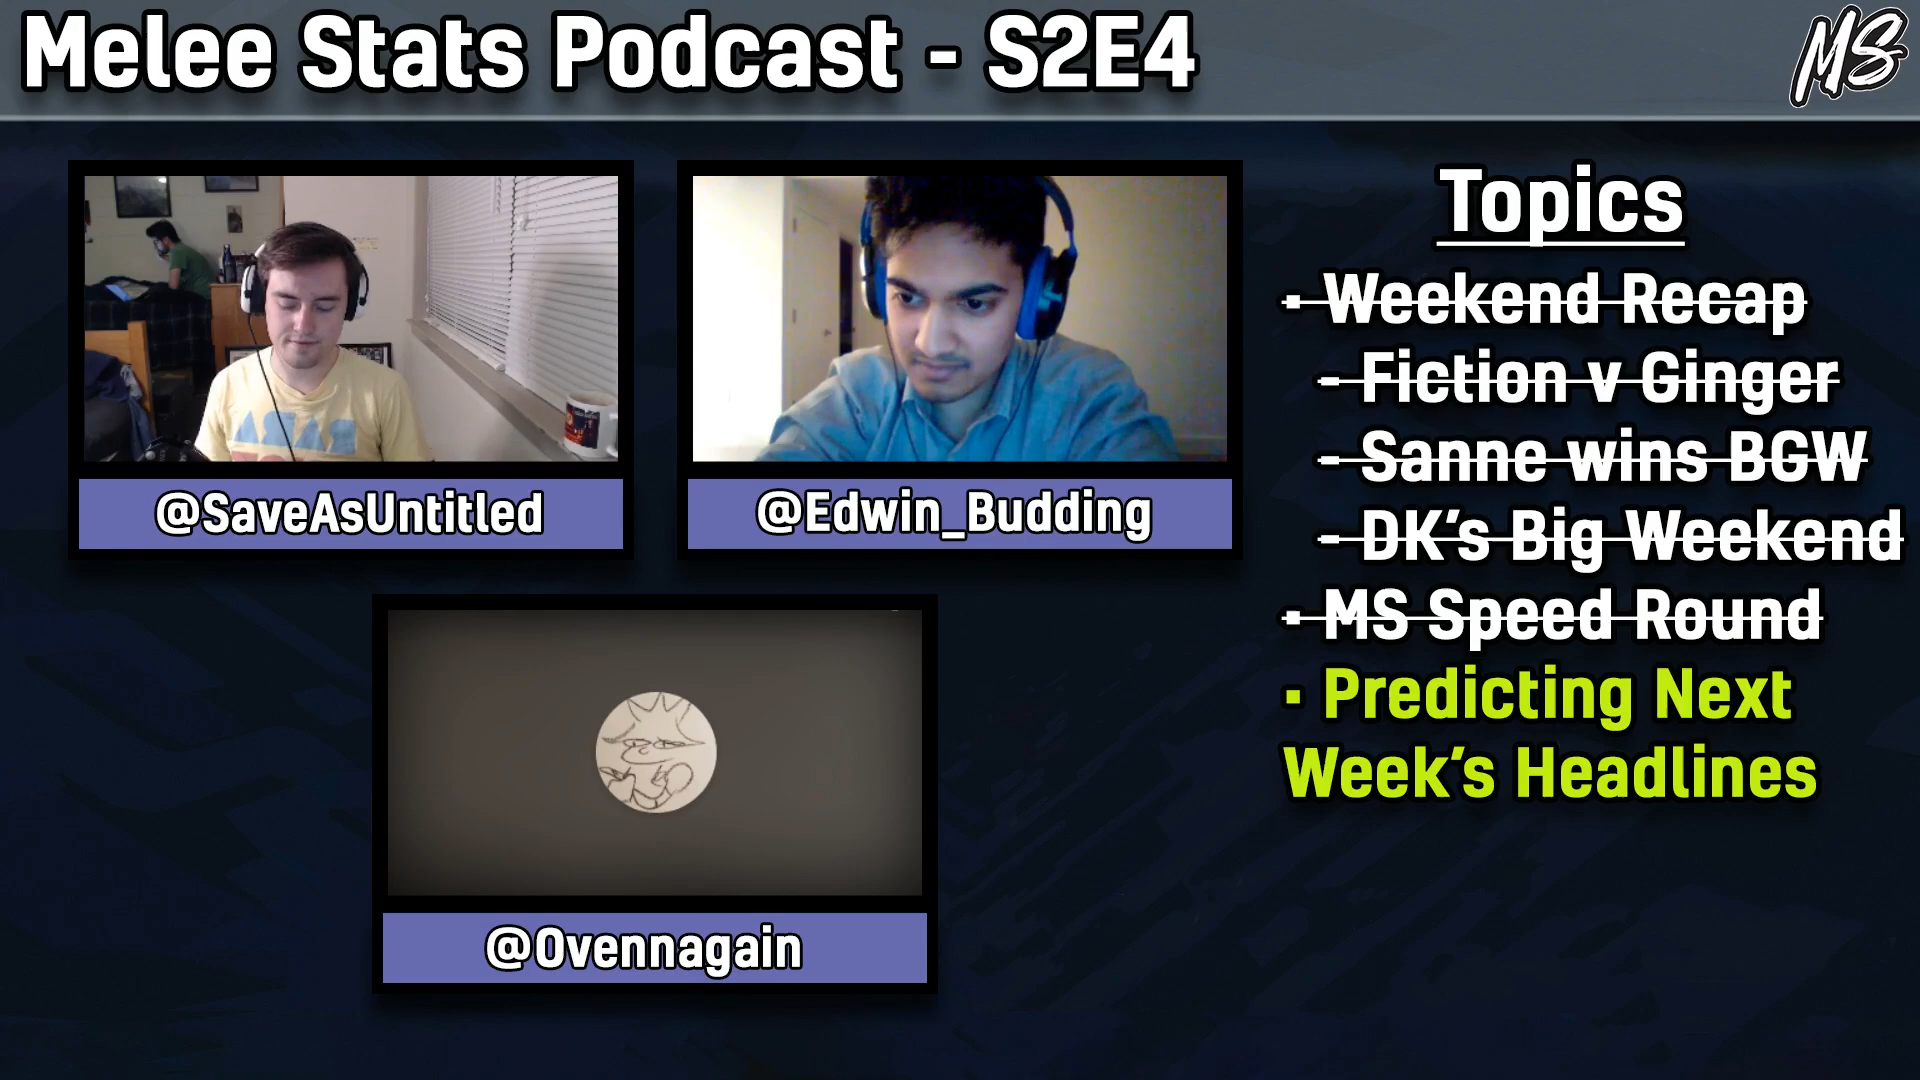 Melee Stats Podcast - S2E4
MS
@SaveAsUntitled
@Edwin_Budding
@Ovennagain
Topics
· Weekend Recap
- Fiction v Ginger
- Sanne wins BGW
- DK's Big Weekend
· MS Speed Round
· Predicting Next
Week's Headlines